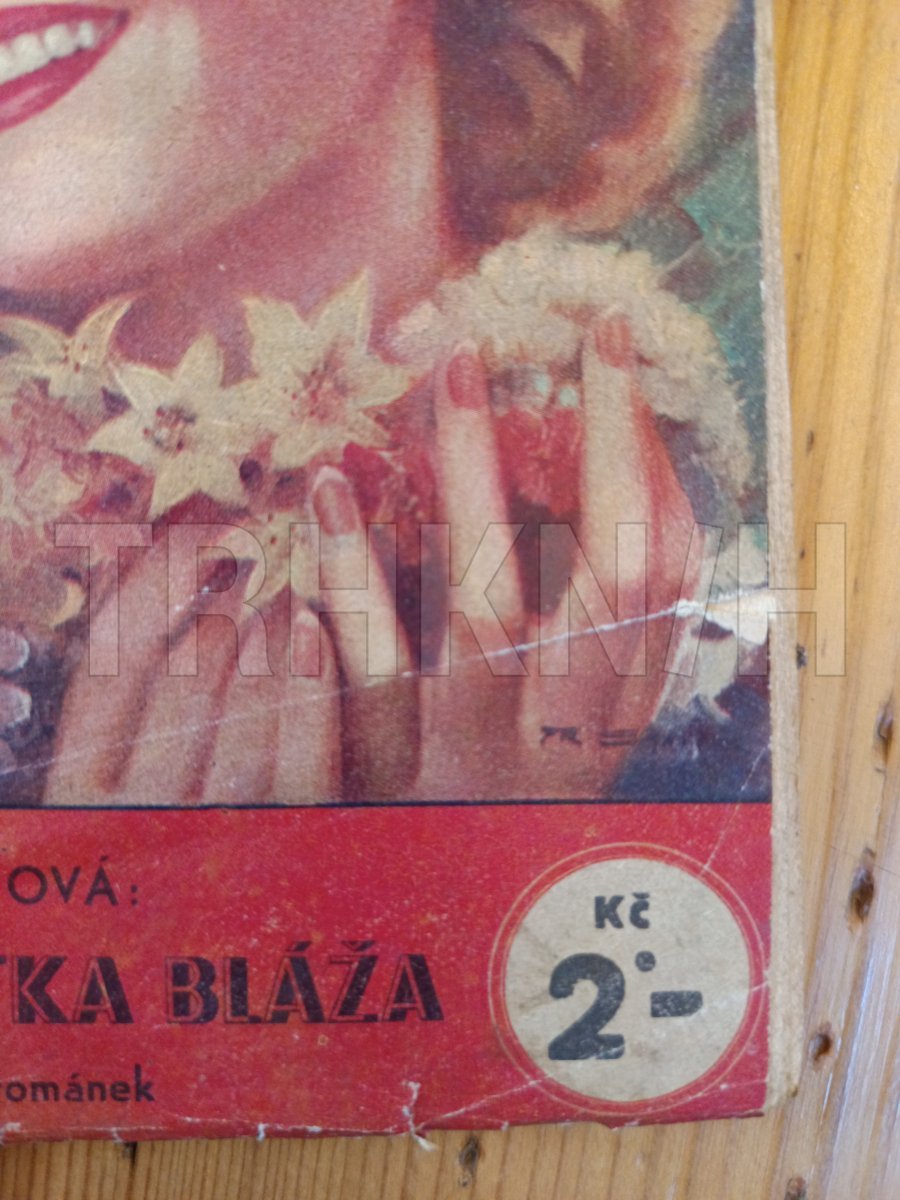 TRHKNIH
OVÁ:
TKA BLÁŽA
románek
Kč
2·-